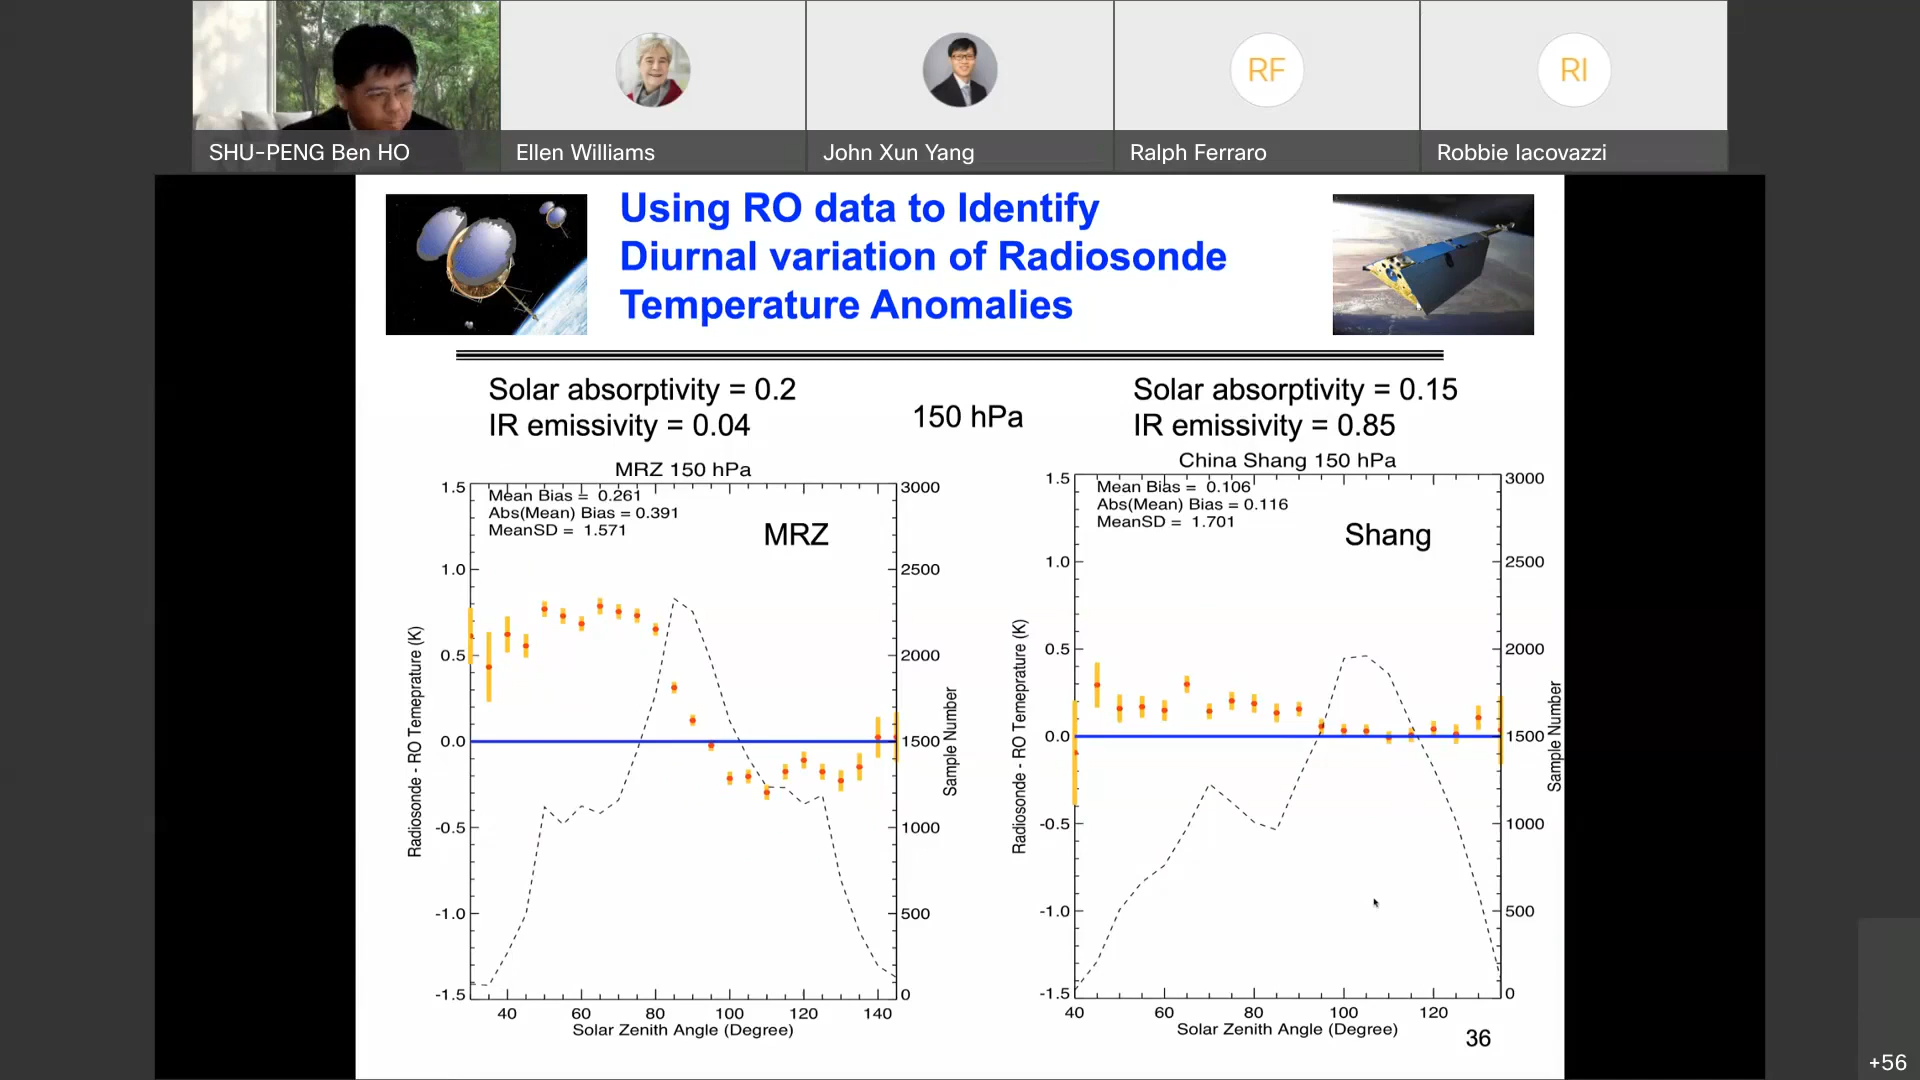 RF
RI
SHU-PENG Ben HO
Ellen Williams
John Xun Yang
Ralph Ferraro
Robbie Iacovazzi
Using RO data to Identify
Diurnal variation of Radiosonde
Temperature Anomalies
Solar absorptivity = 0.2
IR emissivity = 0.04
150 hPa
Solar absorptivity = 0.15
IR emissivity = 0.85
MRZ 150 hPa
Mean Bias = 0.261
Abs(Mean) Bias = 0.391
MeanSD = 1.571
MRZ
1.5
1.0
0.5
0.0
-0.5
-1.0
-1.5
3000
2500
2000
1500
1000
500
0
Radiosonde - RO Temeprature (K)
Sample Number
40 60 80 100 120 140
Solar Zenith Angle (Degree)
China Shang 150 hPa
Mean Bias = 0.106
Abs(Mean) Bias = 0.116
MeanSD = 1.701
Shang
1.5
1.0
0.5
0.0
-0.5
-1.0
-1.5
3000
2500
2000
1500
1000
500
0
Radiosonde - RO Temeprature (K)
Sample Number
40 60 80 100 120
Solar Zenith Angle (Degree)
36
+56